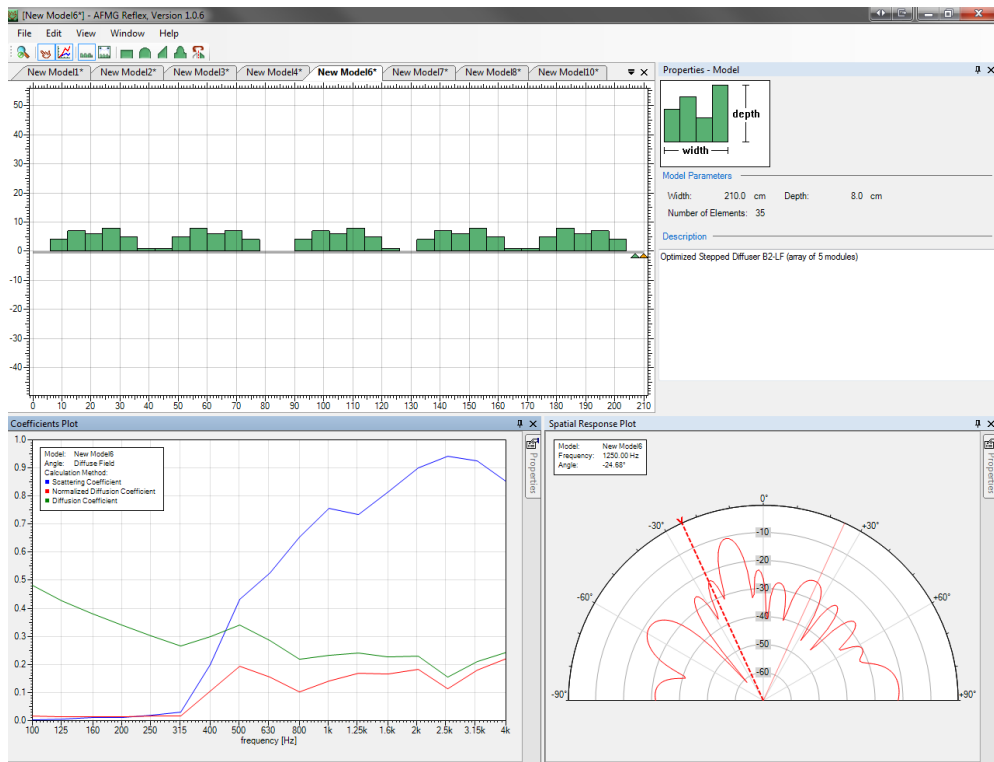 [New Model6*] - AFMG Reflex, Version 1.0.6
File Edit View Window Help
New Model1* New Model2* New Model3* New Model4* New Model6* New Model7* New Model8* New Model10*
50
40
30
20
10
0
-10
-20
-30
-40
0 10 20 30 40 50 60 70 80 90 100 110 120 130 140 150 160 170 180 190 200 210
Properties - Model
depth
width
Model Parameters
Width: 210.0 cm Depth: 8.0 cm
Number of Elements: 35
Description
Optimized Stepped Diffuser B2-LF (array of 5 modules)
Coefficients Plot
Properties
1.0
0.9
0.8
0.7
0.6
0.5
0.4
0.3
0.2
0.1
0.0
Model: New Model6
Angle: Diffuse Field
Calculation Method:
Scattering Coefficient
Normalized Diffusion Coefficient
Diffusion Coefficient
100 125 160 200 250 315 400 500 630 800 1k 1.25k 1.6k 2k 2.5k 3.15k 4k
frequency [Hz]
Spatial Response Plot
Properties
Model: New Model6
Frequency: 1250.00 Hz
Angle: -24.68°
0°
-30° +30°
-60° +60°
-90° +90°
-10
-20
-30
-40
-50
-60